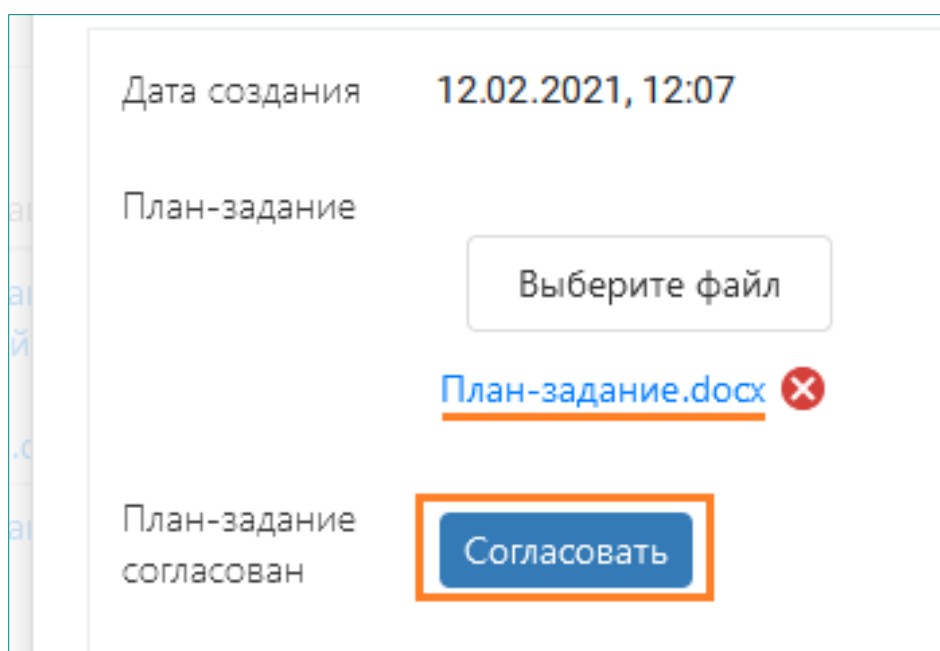 Дата создания 12.02.2021, 12:07
План-задание
Выберите файл
План-задание.docx
План-задание
согласован
Согласовать